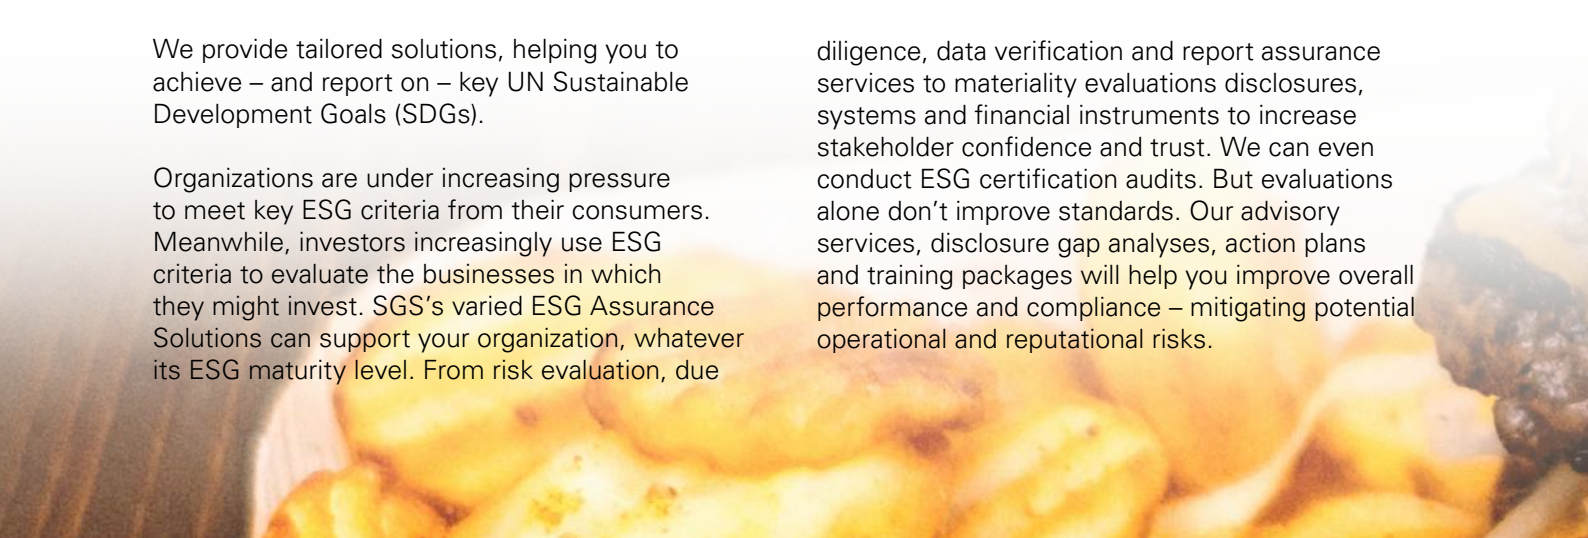 We provide tailored solutions, helping you to
achieve – and report on – key UN Sustainable
Development Goals (SDGs).
Organizations are under increasing pressure
to meet key ESG criteria from their consumers.
Meanwhile, investors increasingly use ESG
criteria to evaluate the businesses in which
they might invest. SGS’s varied ESG Assurance
Solutions can support your organization, whatever
its ESG maturity level. From risk evaluation, due
diligence, data verification and report assurance
services to materiality evaluations disclosures,
systems and financial instruments to increase
stakeholder confidence and trust. We can even
conduct ESG certification audits. But evaluations
alone don’t improve standards. Our advisory
services, disclosure gap analyses, action plans
and training packages will help you improve overall
performance and compliance – mitigating potential
operational and reputational risks.